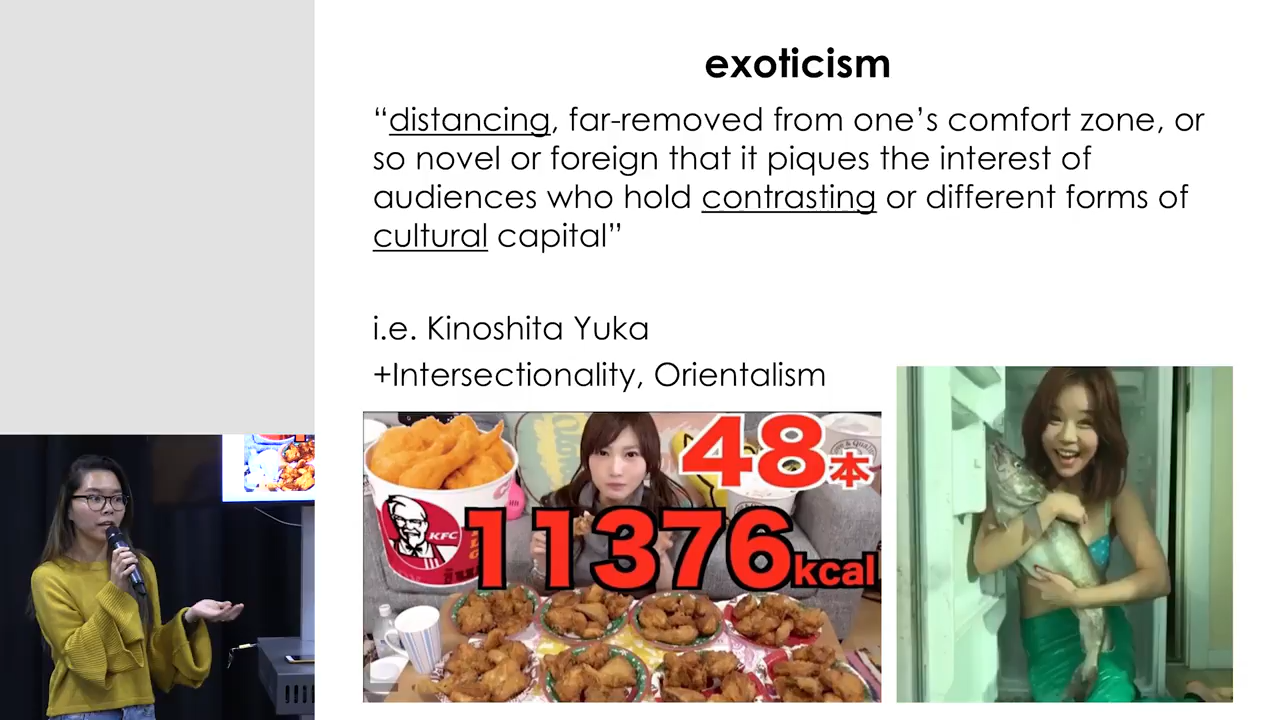 exoticism
“distancing, far-removed from one’s comfort zone, or
so novel or foreign that it piques the interest of
audiences who hold contrasting or different forms of
cultural capital”
i.e. Kinoshita Yuka
+Intersectionality, Orientalism
48本
KFC
11376kcal